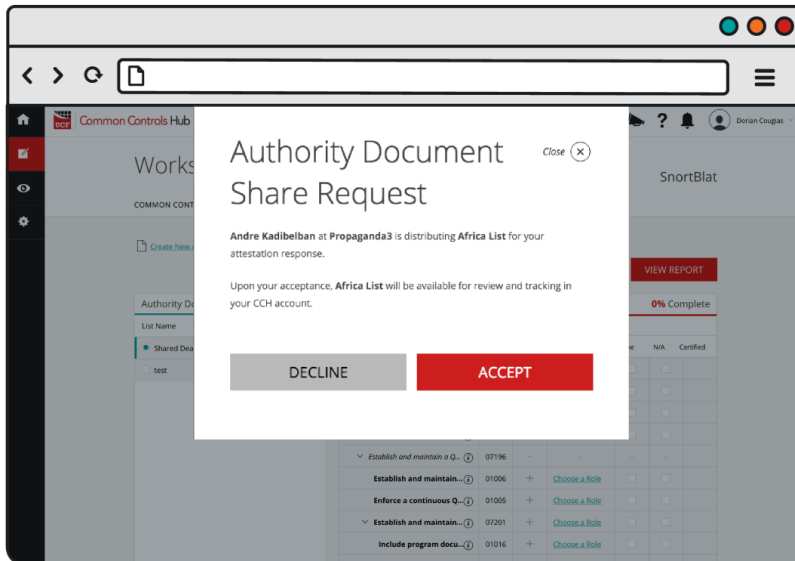 UCF Common Controls Hub
? Dorian Cougias
Works
SnortBlat
COMMON CONT
Authority Document
Share Request
Close
Andre Kadibelban at Propaganda3 is distributing Africa List for your
attestation response.
Upon your acceptance, Africa List will be available for review and tracking in
your CCH account.
DECLINE
ACCEPT
Create New A
VIEW REPORT
Authority Do
0% Complete
List Name
N/A Certified
Shared Dea
test
Establish and maintain a Q... 07196
Establish and maintain... 01006 + Choose a Role
Enforce a continuous Q... 01005 + Choose a Role
Establish and maintain... 07201 + Choose a Role
Include program docu... 01016 + Choose a Role